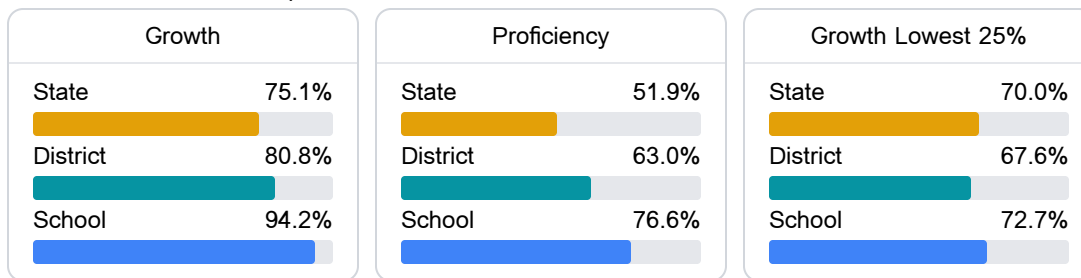 Growth
State 75.1%
District 80.8%
School 94.2%
Proficiency
State 51.9%
District 63.0%
School 76.6%
Growth Lowest 25%
State 70.0%
District 67.6%
School 72.7%